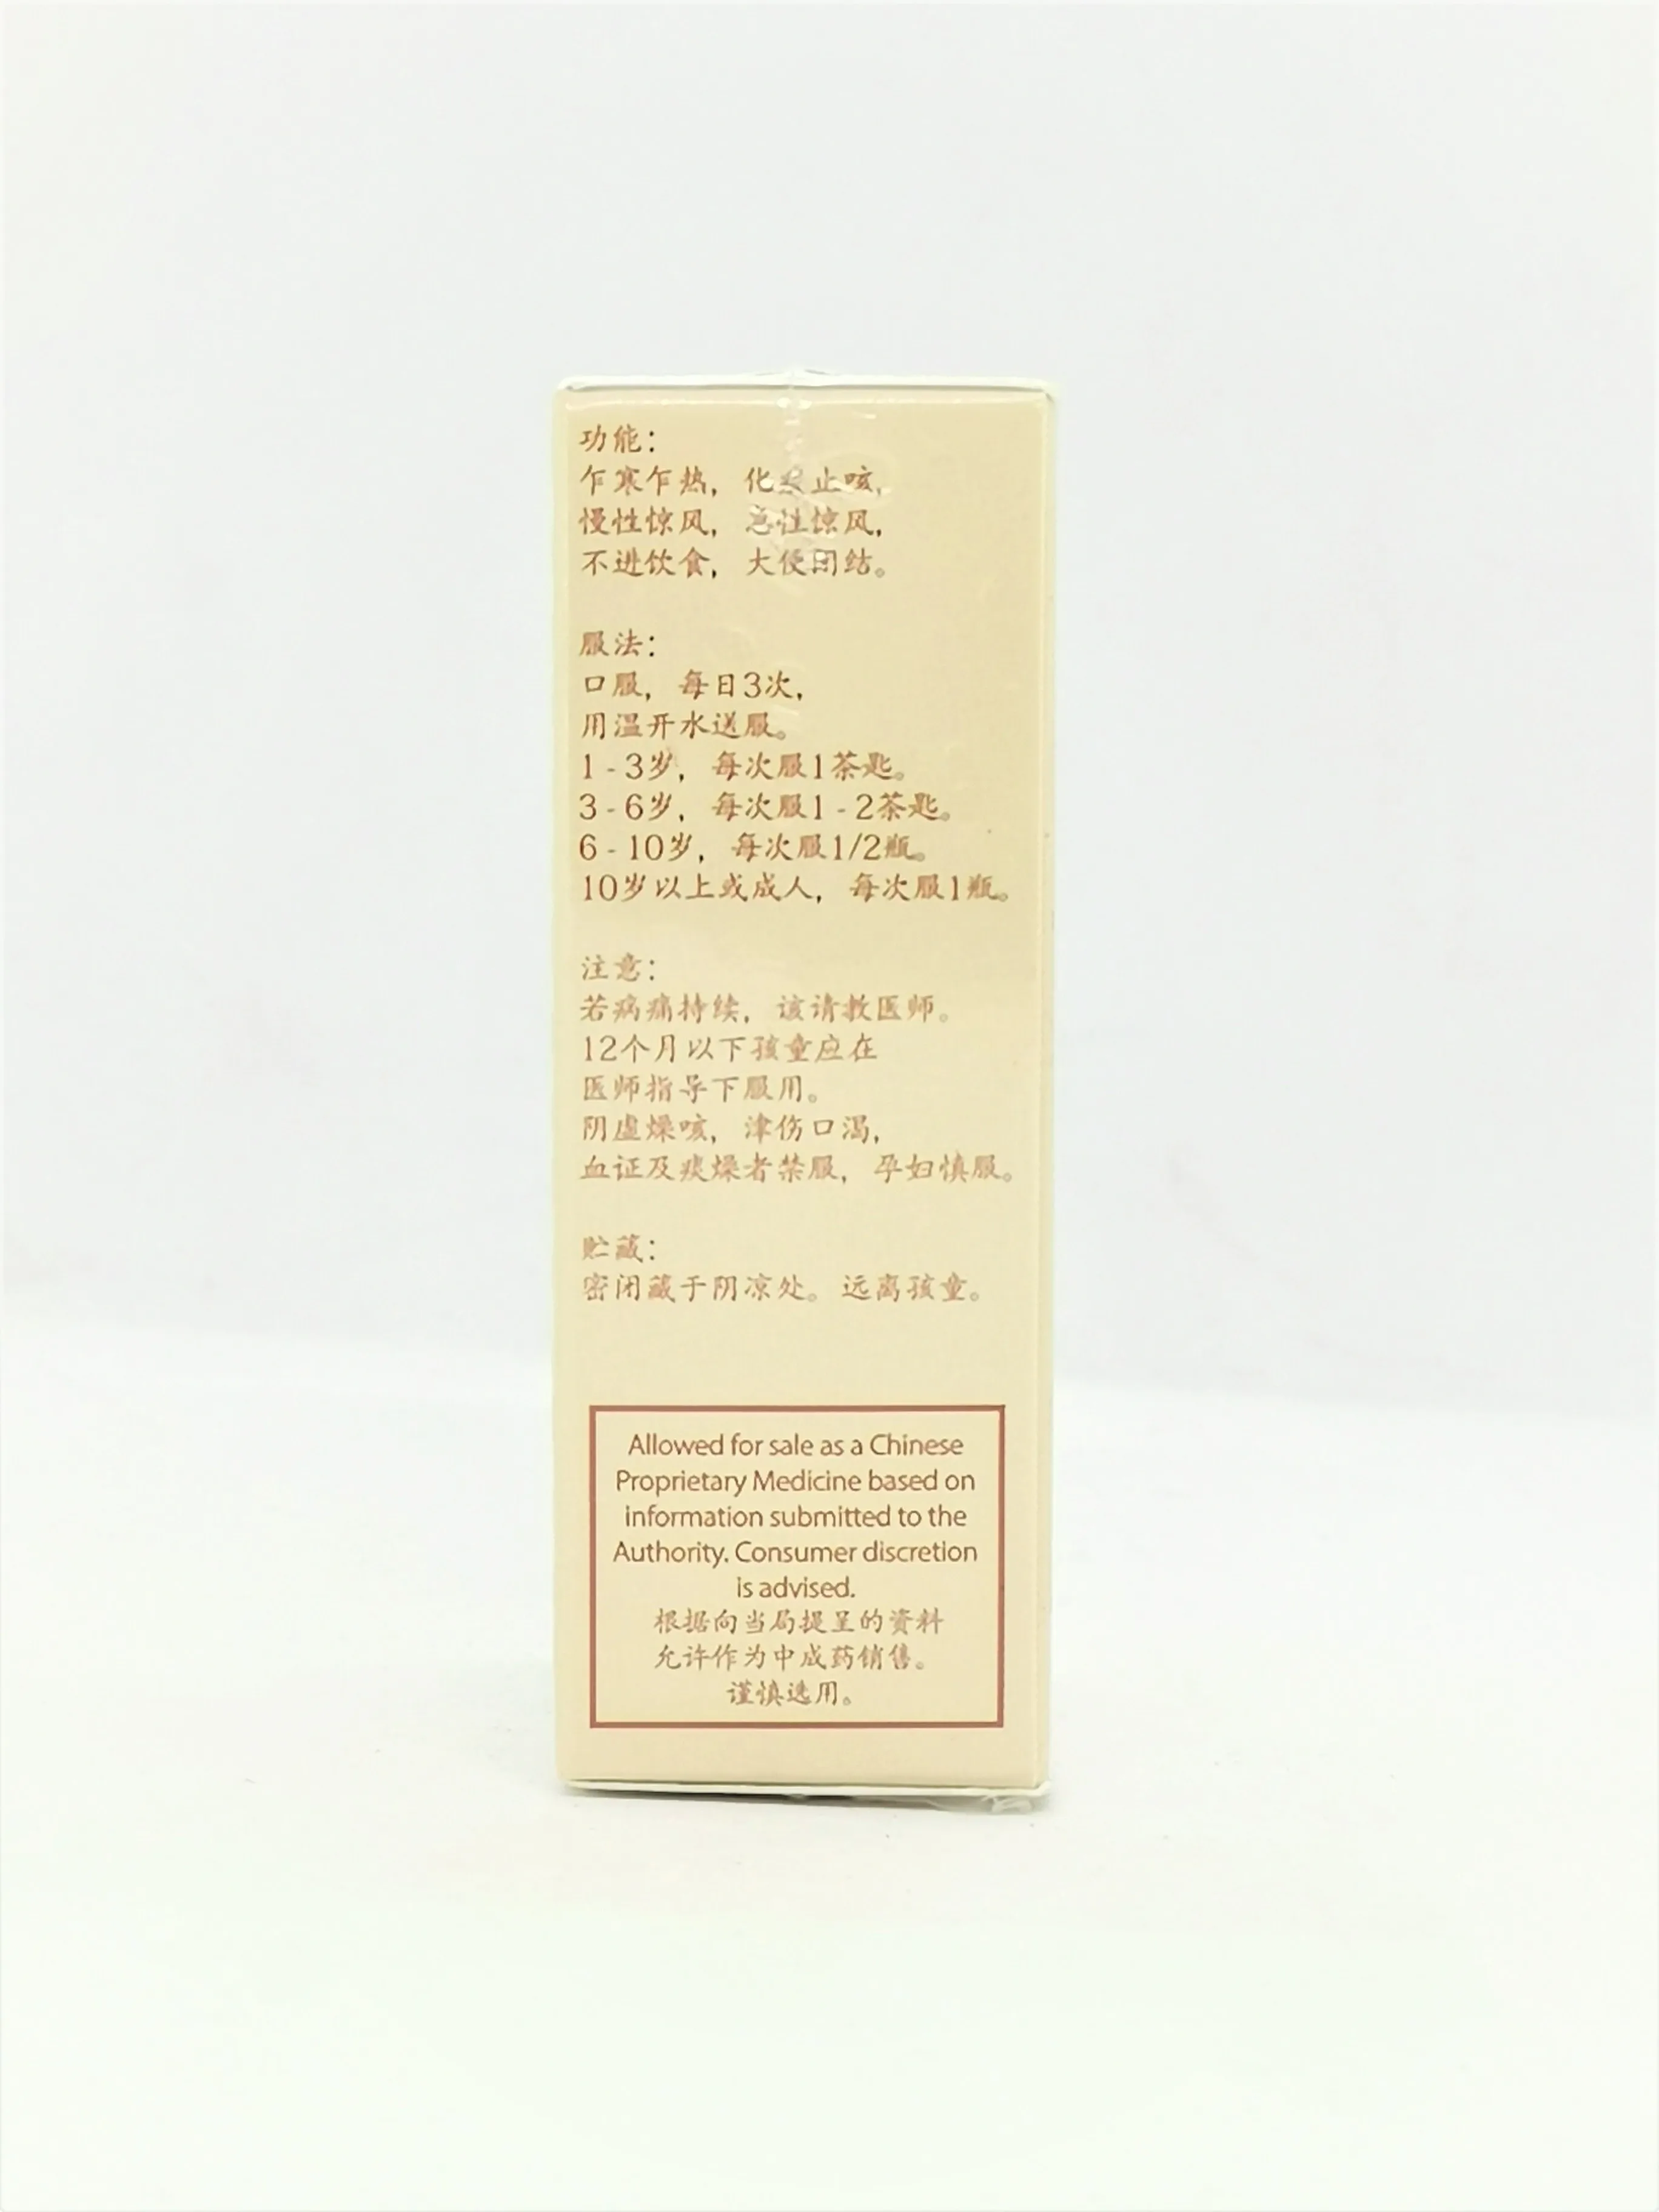 功能：
乍寒乍热，化痰止咳，
慢性惊风，急性惊风，
不进饮食，大便闭结。
服法：
口服，每日3次，
用温开水送服。
1 - 3岁，每次服1茶匙。
3 - 6岁，每次服1 - 2茶匙。
6 - 10岁，每次服1/2瓶。
10岁以上或成人，每次服1瓶。
注意：
若病痛持续，该请教医师。
12个月以下孩童应在
医师指导下服用。
阴虚燥咳，津伤口渴，
血证及痰燥者禁服，孕妇慎服。
贮藏：
密闭藏于阴凉处。远离孩童。
Allowed for sale as a Chinese
Proprietary Medicine based on
information submitted to the
Authority. Consumer discretion
is advised.
根据向当局提呈的资料
允许作为中成药销售。
谨慎选用。